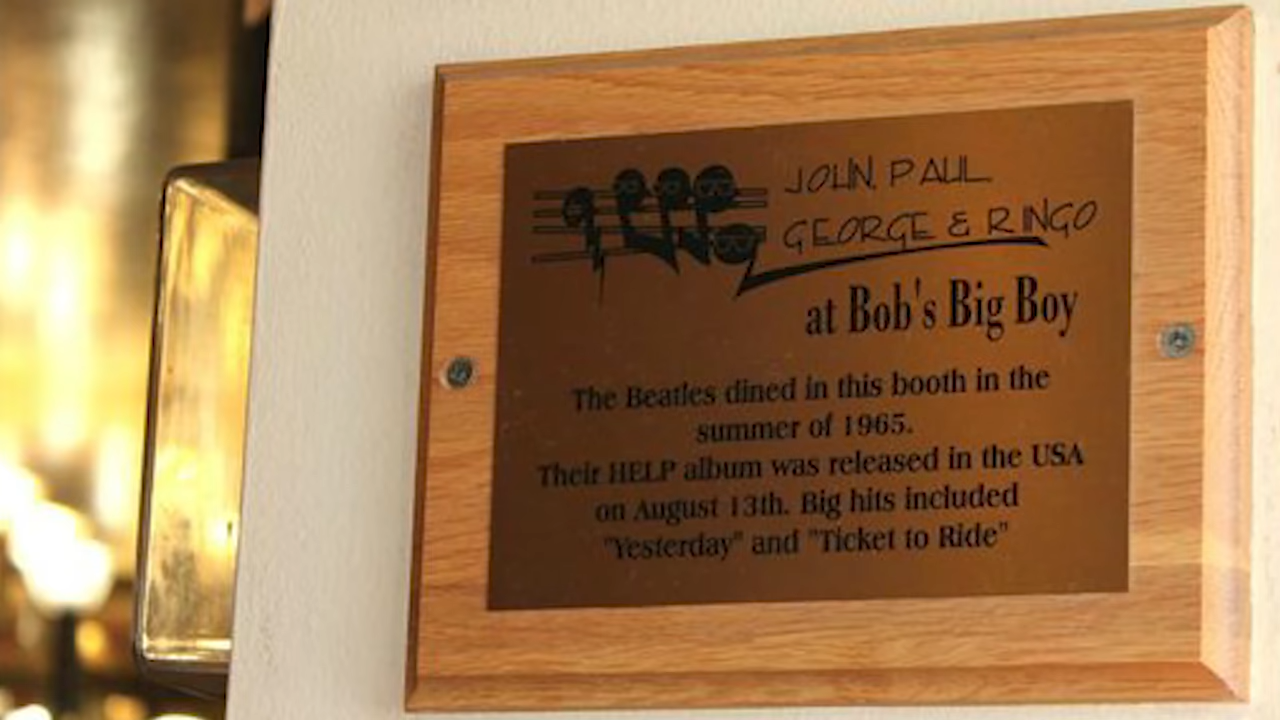 JOHN, PAUL,
GEORGE & RINGO
at Bob's Big Boy
The Beatles dined in this booth in the
summer of 1965.
Their HELP album was released in the USA
on August 13th. Big hits included
"Yesterday" and "Ticket to Ride"